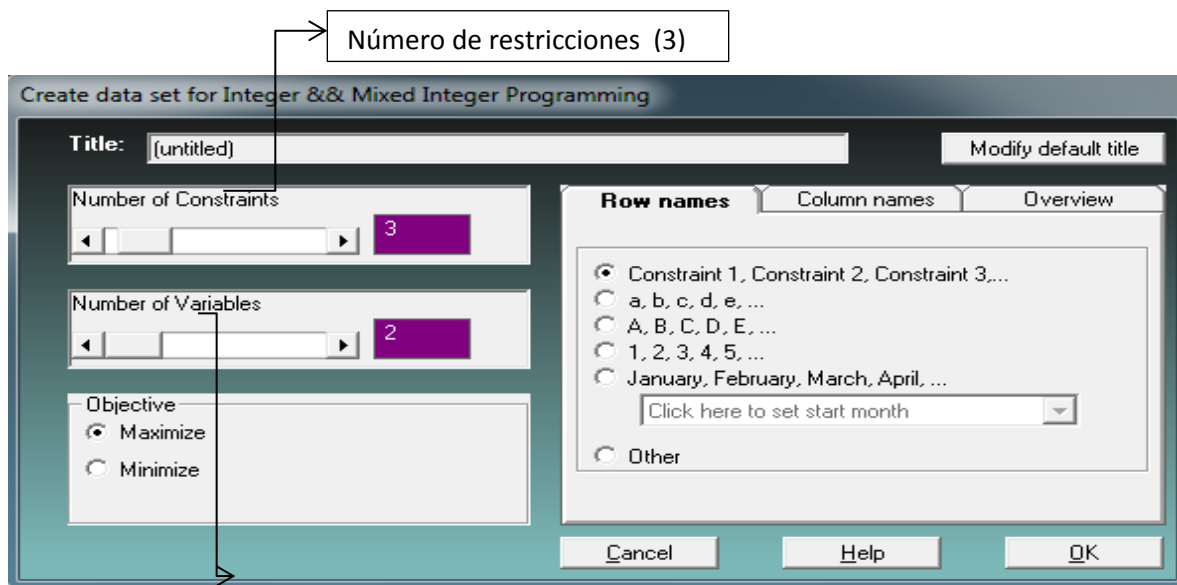 Número de restricciones (3)
Create data set for Integer && Mixed Integer Programming
Title: (untitled)
Modify default title
Number of Constraints
3
Number of Variables
2
Objective
Maximize
Minimize
Row names
Column names
Overview
Constraint 1, Constraint 2, Constraint 3,...
a, b, c, d, e, ...
A, B, C, D, E, ...
1, 2, 3, 4, 5, ...
January, February, March, April, ...
Click here to set start month
Other
Cancel
Help
OK